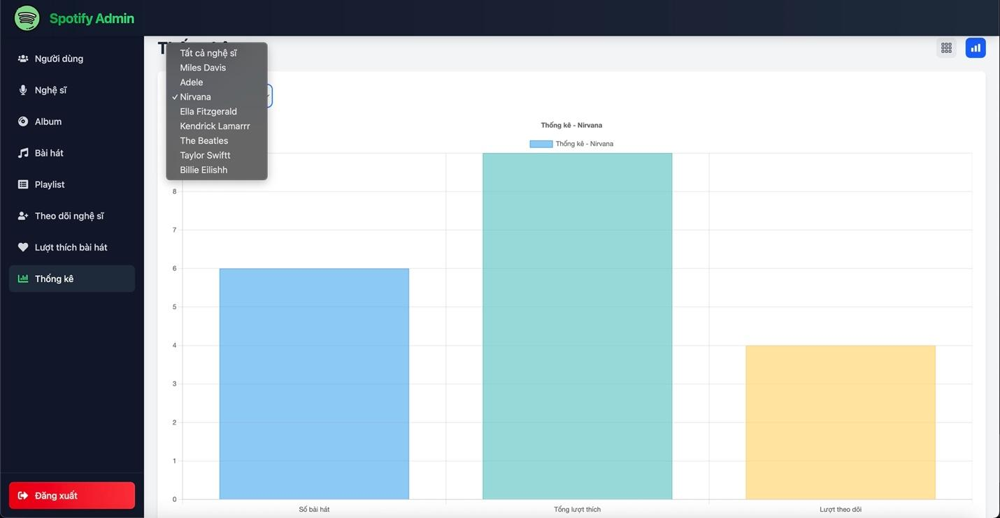 Spotify Admin
Người dùng
Nghệ sĩ
Album
Bài hát
Playlist
Theo dõi nghệ sĩ
Lượt thích bài hát
Thống kê
Đăng xuất
Tất cả nghệ sĩ
Miles Davis
Adele
✓ Nirvana
Ella Fitzgerald
Kendrick Lamarrr
The Beatles
Taylor Swiftt
Billie Eilishh
Thống kê - Nirvana
Thống kê - Nirvana
8
7
6
5
4
3
2
1
0
Số bài hát
Tổng lượt thích
Lượt theo dõi